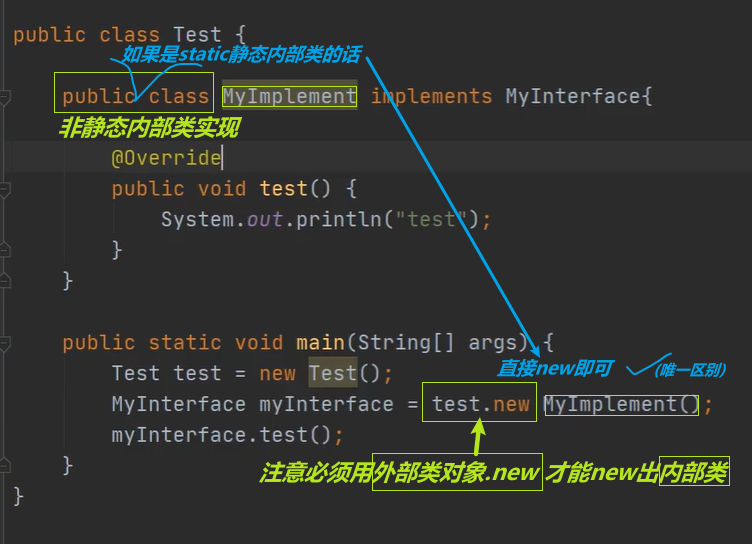 public class Test {
如果是static静态内部类的话
public class MyImplement implements MyInterface{
非静态内部类实现
@Override
public void test() {
System.out.println("test");
}
}
public static void main(String[] args) {
直接new即可 (唯一区别)
Test test = new Test();
MyInterface myInterface = test.new MyImplement();
myInterface.test();
}
注意必须用外部类对象.new 才能new出内部类
}